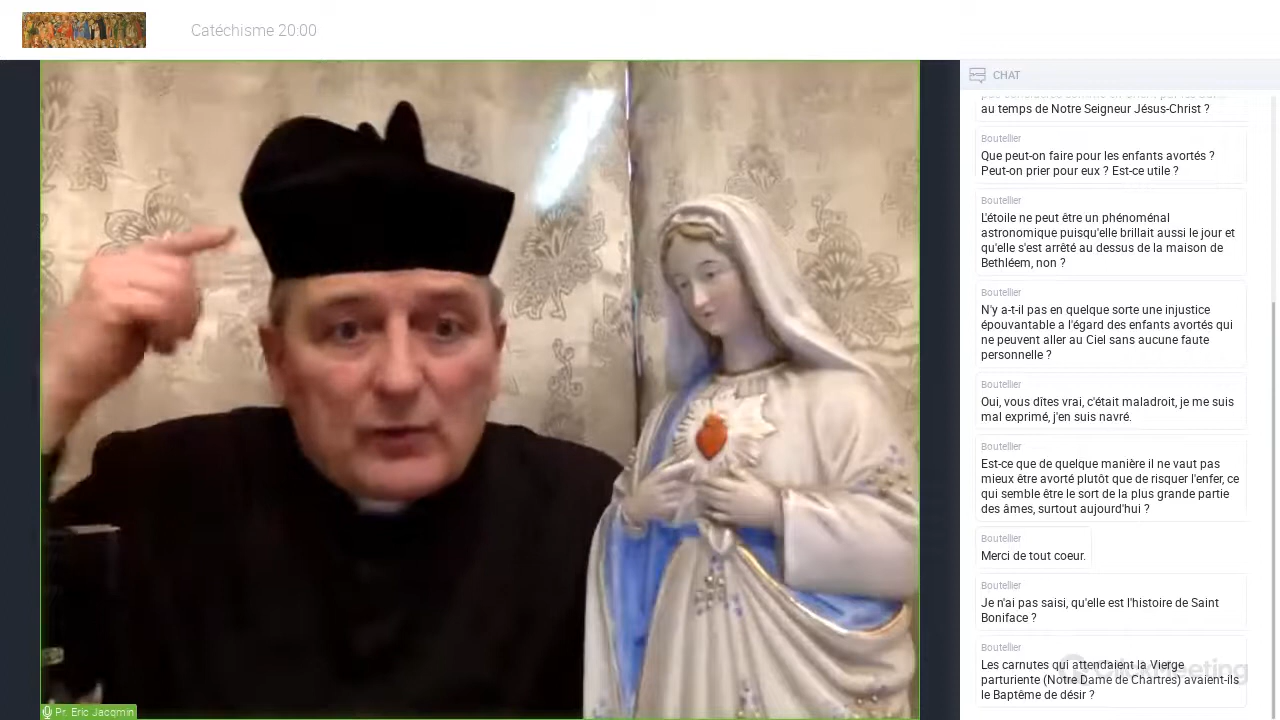 Catéchisme 20:00
CHAT
au temps de Notre Seigneur Jésus-Christ ?
Boutellier
Que peut-on faire pour les enfants avortés ?
Peut-on prier pour eux ? Est-ce utile ?
Boutellier
L'étoile ne peut être un phénoménal
astronomique puisqu'elle brillait aussi le jour et
qu'elle s'est arrêté au dessus de la maison de
Bethléem, non ?
Boutellier
N'y a-t-il pas en quelque sorte une injustice
épouvantable a l'égard des enfants avortés qui
ne peuvent aller au Ciel sans aucune faute
personnelle ?
Boutellier
Oui, vous dîtes vrai, c'était maladroit, je me suis
mal exprimé, j'en suis navré.
Boutellier
Est-ce que de quelque manière il ne vaut pas
mieux être avorté plutôt que de risquer l'enfer, ce
qui semble être le sort de la plus grande partie
des âmes, surtout aujourd'hui ?
Boutellier
Merci de tout coeur.
Boutellier
Je n'ai pas saisi, qu'elle est l'histoire de Saint
Boniface ?
Boutellier
Les carnutes qui attendaient la Vierge
parturiente (Notre Dame de Chartres) avaient-ils
le Baptême de désir ?
Pr. Eric Jacqmin